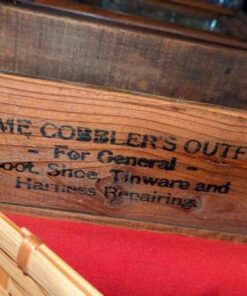 ME COBBLER'S OUTF
- For General -
oot, Shoe, Tinware and
Harness Repairing.